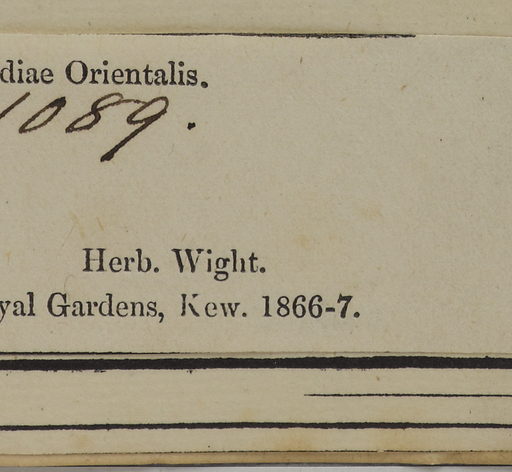 diae Orientalis.
1089.
Herb. Wight.
yal Gardens, Kew. 1866-7.